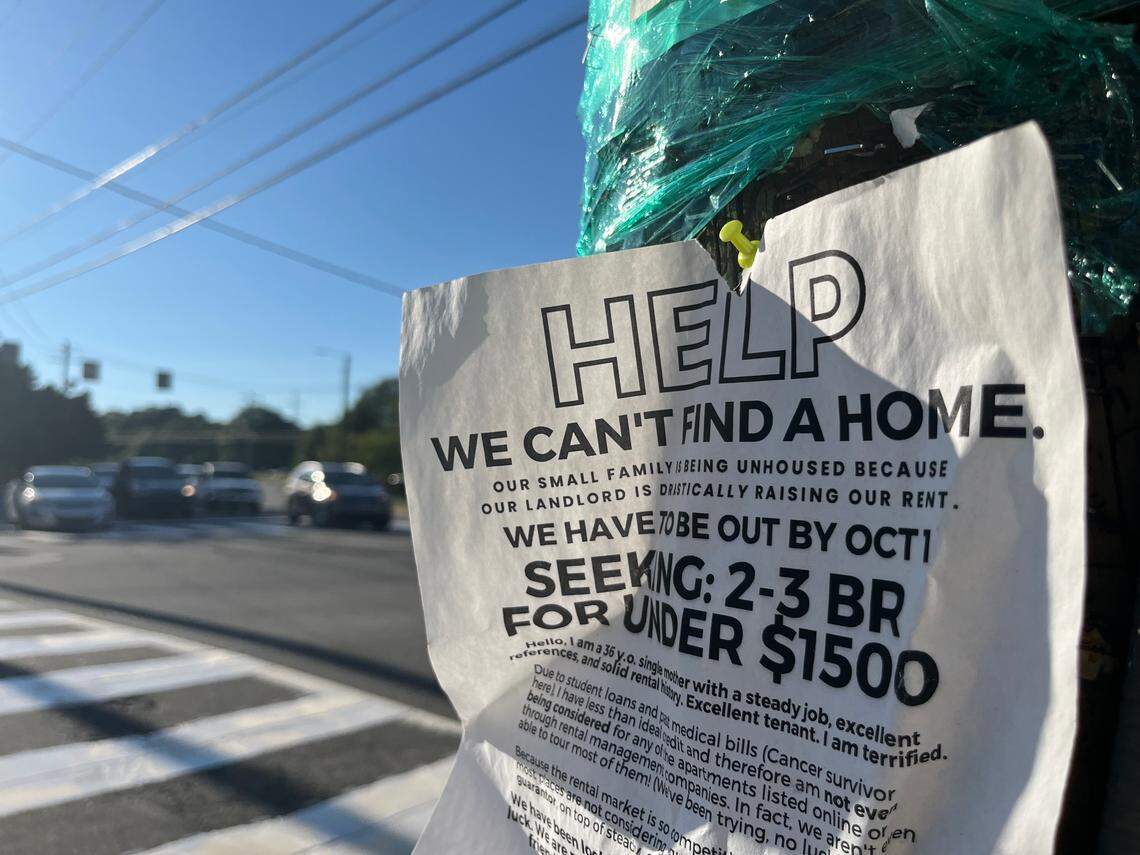 HELP
WE CAN'T FIND A HOME.
OUR SMALL FAMILY IS BEING UNHOUSED BECAUSE
OUR LANDLORD IS DRASTICALLY RAISING OUR RENT.
WE HAVE TO BE OUT BY OCT 1
SEEKING: 2-3 BR
FOR UNDER $1500
Hello, I am a 36 y.o. single mother with a steady job, excellent
references, and solid rental history. Excellent tenant. I am terrified.
Due to student loans and past medical bills (Cancer survivor
here) I have less than ideal credit and therefore am not even
being considered for any of the apartments listed online or
through rental management companies. In fact, we aren't even
able to tour most of them! (We've been trying, no luck
Because the rental market is so competit
most places are not considering
guarantor on top of steady
We have been look
luck. We are